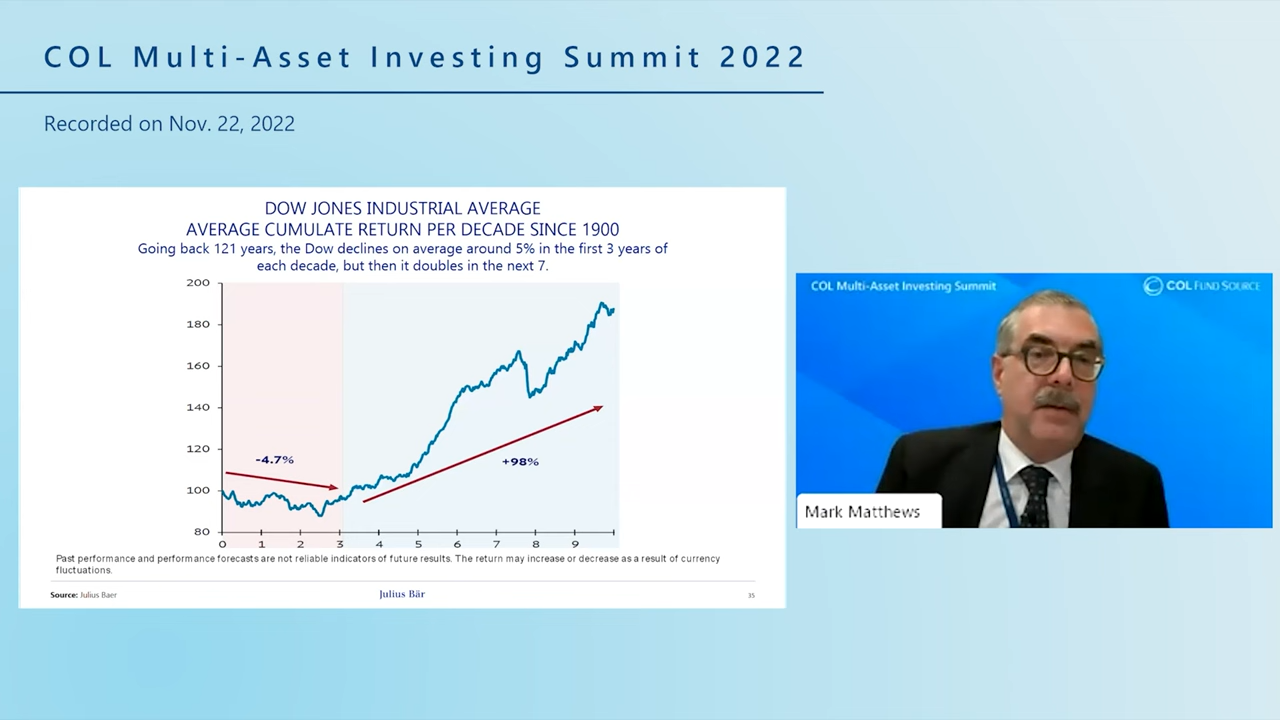 COL Multi-Asset Investing Summit 2022
Recorded on Nov. 22, 2022
DOW JONES INDUSTRIAL AVERAGE
AVERAGE CUMULATE RETURN PER DECADE SINCE 1900
Going back 121 years, the Dow declines on average around 5% in the first 3 years of
each decade, but then it doubles in the next 7.
200
180
160
140
120
100
80
-4.7%
+98%
0 1 2 3 4 5 6 7 8 9
Past performance and performance forecasts are not reliable indicators of future results. The return may increase or decrease as a result of currency
fluctuations.
Source: Julius Baer
Julius Bär
35
COL Multi-Asset Investing Summit
COL FUND SOURCE
Mark Matthews